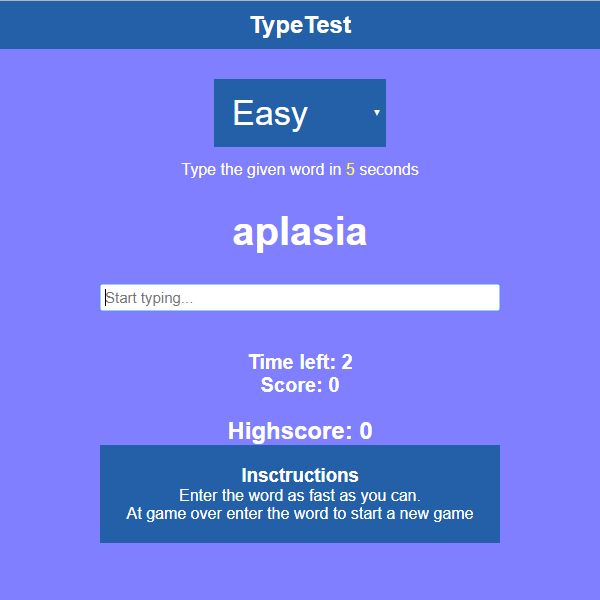 TypeTest
Easy
Type the given word in 5 seconds
aplasia
Start typing...
Time left: 2
Score: 0
Highscore: 0
Insctructions
Enter the word as fast as you can.
At game over enter the word to start a new game